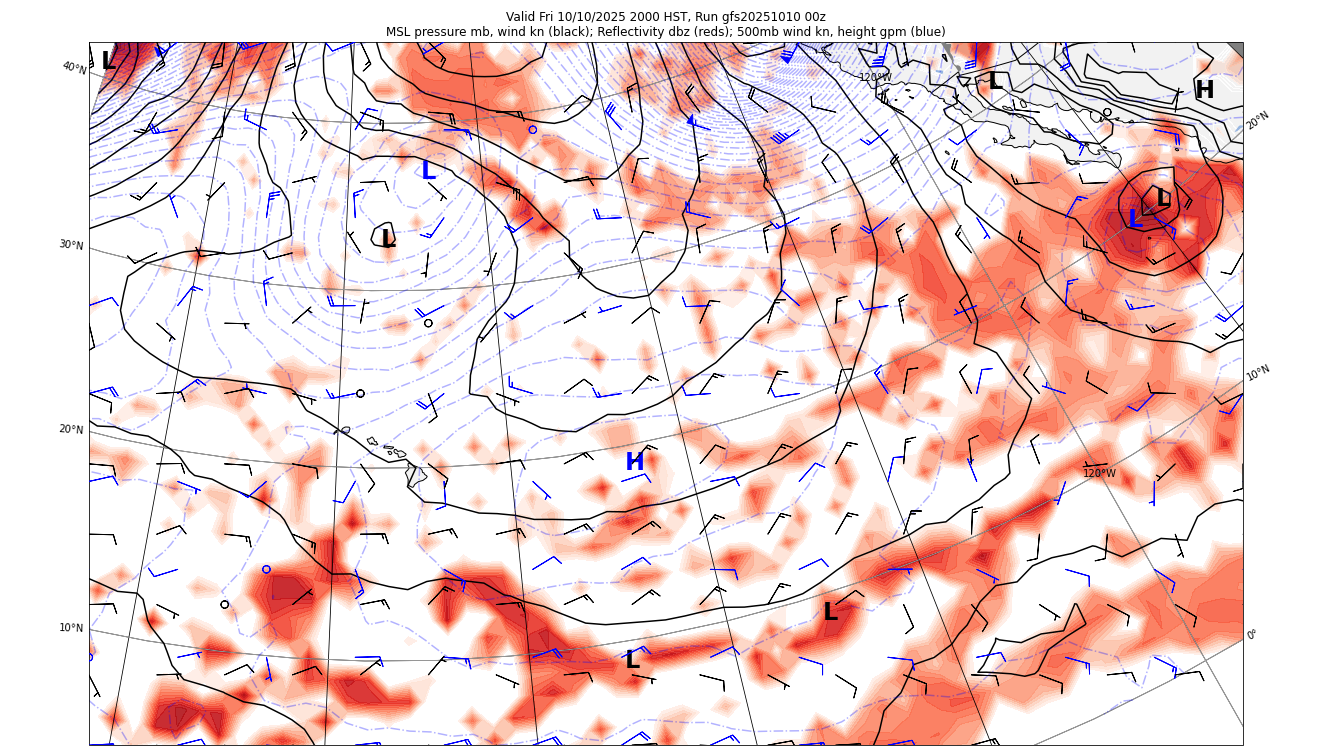 Valid Fri 10/10/2025 2000 HST, Run gfs20251010 00z
MSL pressure mb, wind kn (black); Reflectivity dbz (reds); 500mb wind kn, height gpm (blue)
L
40°N
120°W
L
H
20°N
L
L
L
L
30°N
10°N
20°N
H
120°W
L
10°N
0°
L